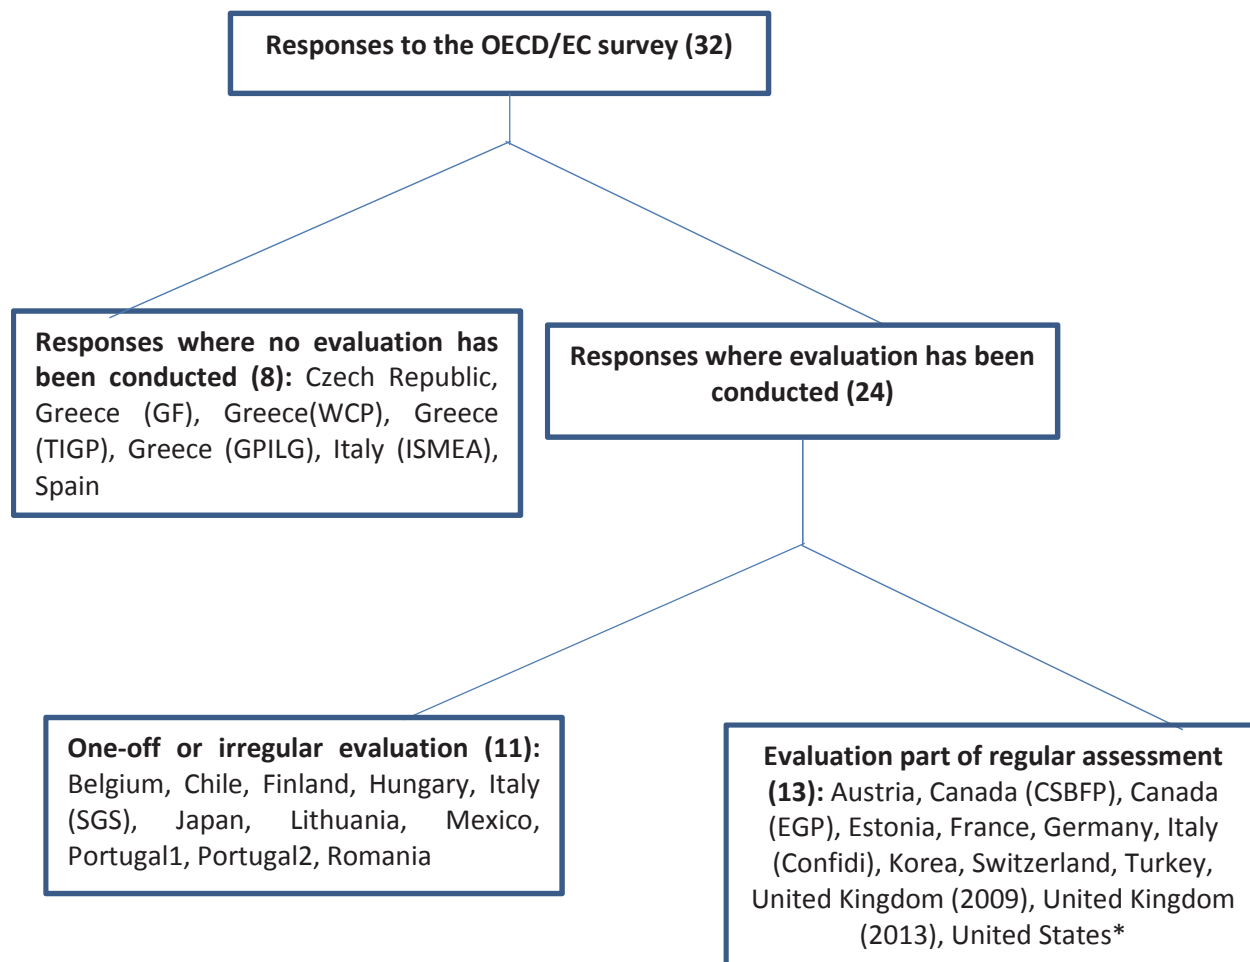 Responses to the OECD/EC survey (32)
Responses where no evaluation has
been conducted (8): Czech Republic,
Greece (GF), Greece(WCP), Greece
(TIGP), Greece (GPILG), Italy (ISMEA),
Spain
Responses where evaluation has been
conducted (24)
One-off or irregular evaluation (11):
Belgium, Chile, Finland, Hungary, Italy
(SGS), Japan, Lithuania, Mexico,
Portugal1, Portugal2, Romania
Evaluation part of regular assessment
(13): Austria, Canada (CSBFP), Canada
(EGP), Estonia, France, Germany, Italy
(Confidi), Korea, Switzerland, Turkey,
United Kingdom (2009), United Kingdom
(2013), United States*